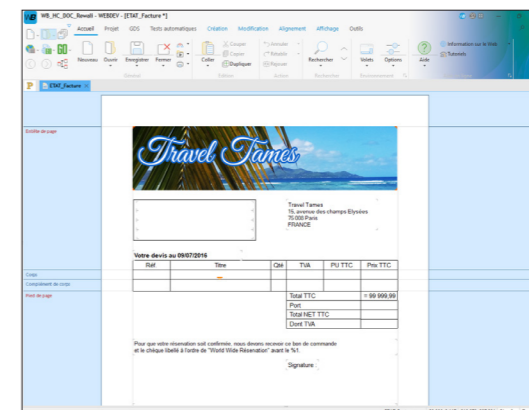 WB_HC_DOC_Rewall - WEBDEV - [ETAT_Facture *]
Accueil Projet GDS Tests automatiques Création Modification Alignement Affichage Outils
Nouveau Ouvrir Enregistrer Fermer Coller Couper Copier Dupliquer Annuler Rétablir Rechercher Volets Options Aide Information sur le Web Tutoriels
ETAT_Facture
Entête de page
Travel Tames
Travel Tames
15, avenue des champs Elysées
75 000 Paris
FRANCE
Votre devis au 09/07/2016
Réf. Titre Qté TVA PU TTC Prix TTC
Corps
Complément de corps
Pied de page
Total TTC = 99 999,99
Port
Total NET TTC
Dont TVA
Pour que votre réservation soit confirmée, nous devons recevoir ce bon de commande
et le chèque libellé à l'ordre de "World Wide Réservation" avant le %1.
Signature :